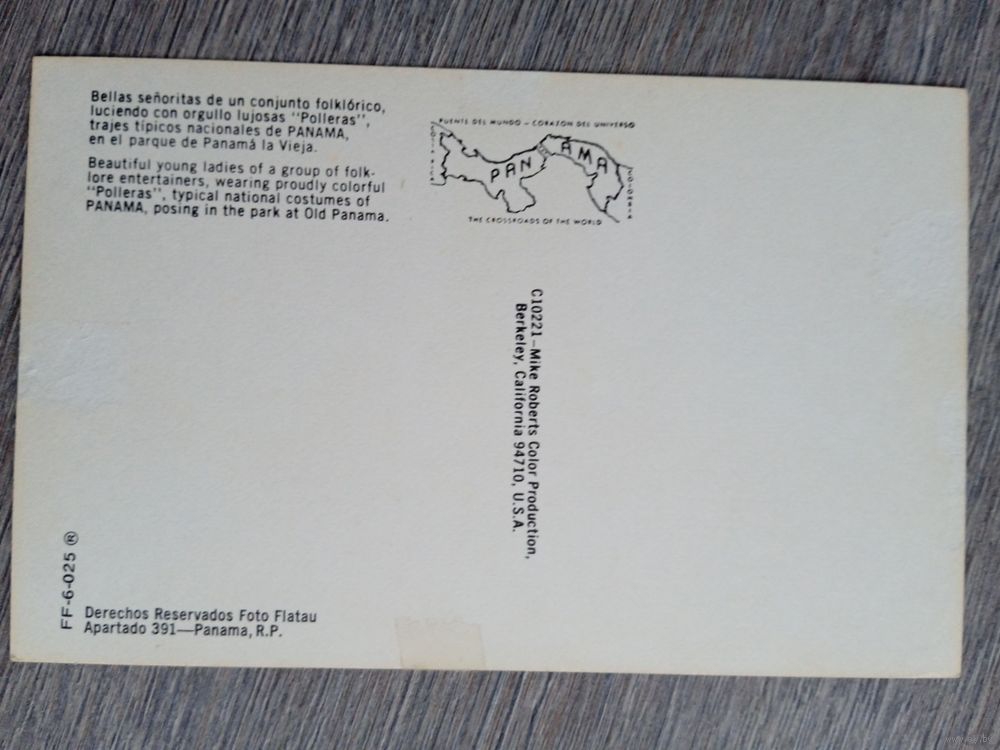 Bellas señoritas de un conjunto folklórico,
luciendo con orgullo lujosas "Polleras",
trajes típicos nacionales de PANAMA,
en el parque de Panamá la Vieja.
Beautiful young ladies of a group of folk-
lore entertainers, wearing proudly colorful
"Polleras", typical national costumes of
PANAMA, posing in the park at Old Panama.
PUENTE DEL MUNDO - CORAZON DEL UNIVERSO
COSTA RICA
PANAMA
COLOMBIA
THE CROSSROADS OF THE WORLD
C10221-Mike Roberts Color Production,
Berkeley, California 94710, U.S.A.
FF-6-025 ®
Derechos Reservados Foto Flatau
Apartado 391—Panama, R.P.